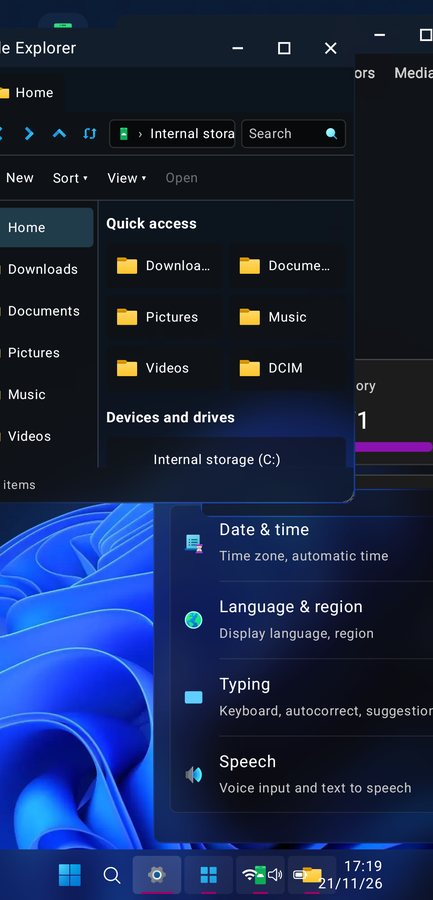 le Explorer
Home
Internal stora
Search
New Sort View Open
Home
Downloads
Documents
Pictures
Music
Videos
items
Quick access
Downloa... Docume...
Pictures Music
Videos DCIM
Devices and drives
Internal storage (C:)
ors Media
ory
71
Date & time
Time zone, automatic time
Language & region
Display language, region
Typing
Keyboard, autocorrect, suggestion
Speech
Voice input and text to speech
17:19
21/11/26